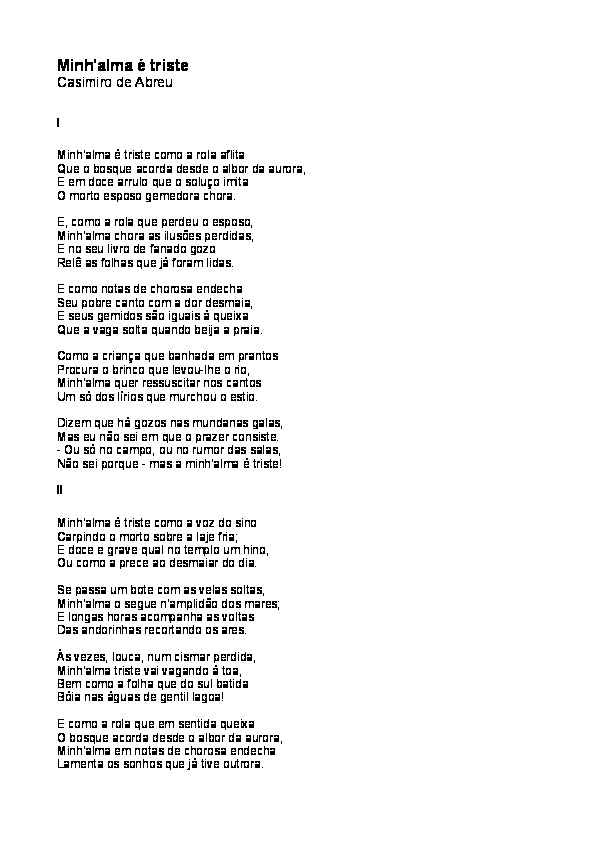 Minh'alma é triste
Casimiro de Abreu
I
Minh'alma é triste como a rola aflita
Que o bosque acorda desde o albor da aurora,
E em doce arrulo que o soluço imita
O morto esposo gemedora chora.
E, como a rola que perdeu o esposo,
Minh'alma chora as ilusões perdidas,
E no seu livro de fanado gozo
Relê as folhas que já foram lidas.
E como notas de chorosa endecha
Seu pobre canto com a dor desmaia,
E seus gemidos são iguais à queixa
Que a vaga solta quando beija a praia.
Como a criança que banhada em prantos
Procura o brinco que levou-lhe o rio,
Minh'alma quer ressuscitar nos cantos
Um só dos lírios que murchou o estio.
Dizem que há gozos nas mundanas galas,
Mas eu não sei em que o prazer consiste.
- Ou só no campo, ou no rumor das salas,
Não sei porque - mas a minh'alma é triste!
II
Minh'alma é triste como a voz do sino
Carpindo o morto sobre a laje fria;
E doce e grave qual no templo um hino,
Ou como a prece ao desmaiar do dia.
Se passa um bote com as velas soltas,
Minh'alma o segue n'amplidão dos mares;
E longas horas acompanha as voltas
Das andorinhas recortando os ares.
Às vezes, louca, num cismar perdida,
Minh'alma triste vai vagando à toa,
Bem como a folha que do sul batida
Bóia nas águas de gentil lagoa!
E como a rola que em sentida queixa
O bosque acorda desde o albor da aurora,
Minh'alma em notas de chorosa endecha
Lamenta os sonhos que já tive outrora.